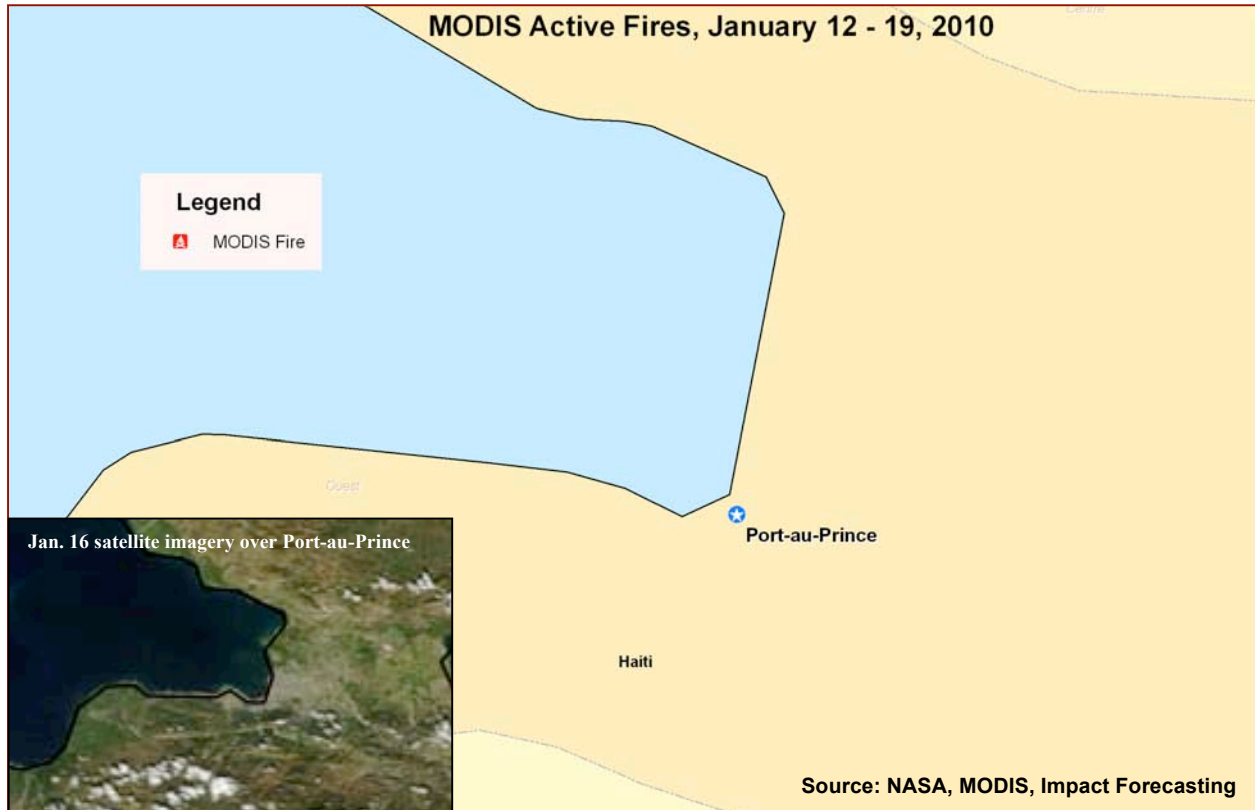 Centre
MODIS Active Fires, January 12 - 19, 2010
Legend
MODIS Fire
Ouest
Port-au-Prince
Jan. 16 satellite imagery over Port-au-Prince
Haiti
Source: NASA, MODIS, Impact Forecasting